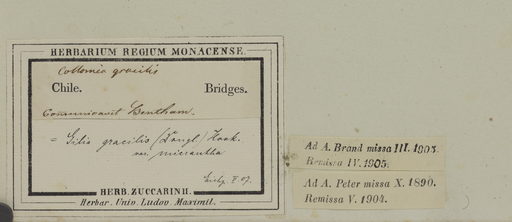 HERBARIUM REGIUM MONACENSE.
Collomia gracilis
Chile. Bridges.
Communicavit Bentham.
= Gilia gracilis (Dougl.) Hook.
var. micrantha
HERB. ZUCCARINII.
Herbar. Univ. Ludov. Maximil.
Ad A. Brand missa III. 1905.
Remissa IV. 1905.
Ad A. Peter missa X. 1890.
Remissa V. 1904.